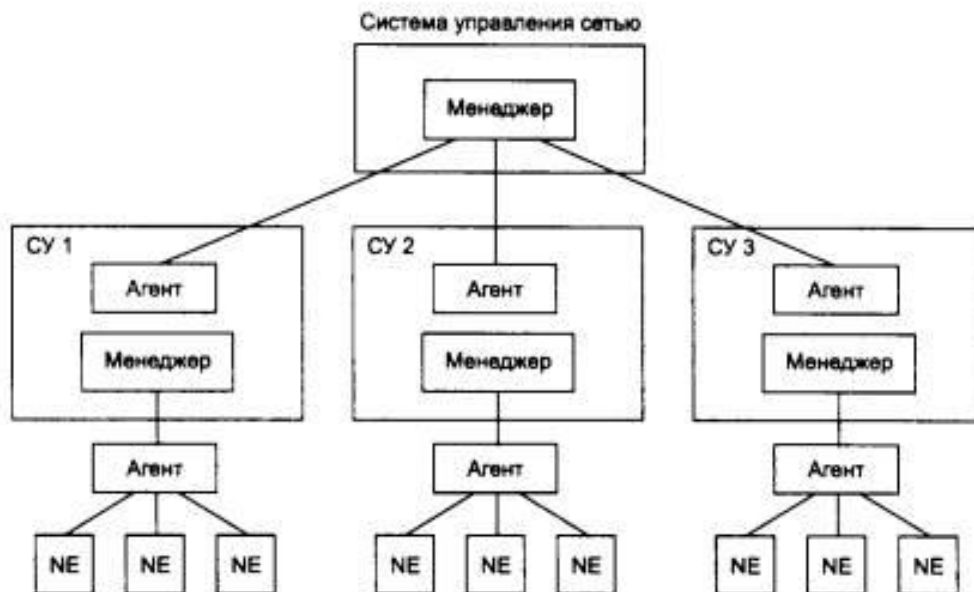 Система управления сетью
Менеджер
СУ 1
СУ 2
СУ 3
Агент
Агент
Агент
Менеджер
Менеджер
Менеджер
Агент
Агент
Агент
NE
NE
NE
NE
NE
NE
NE
NE
NE